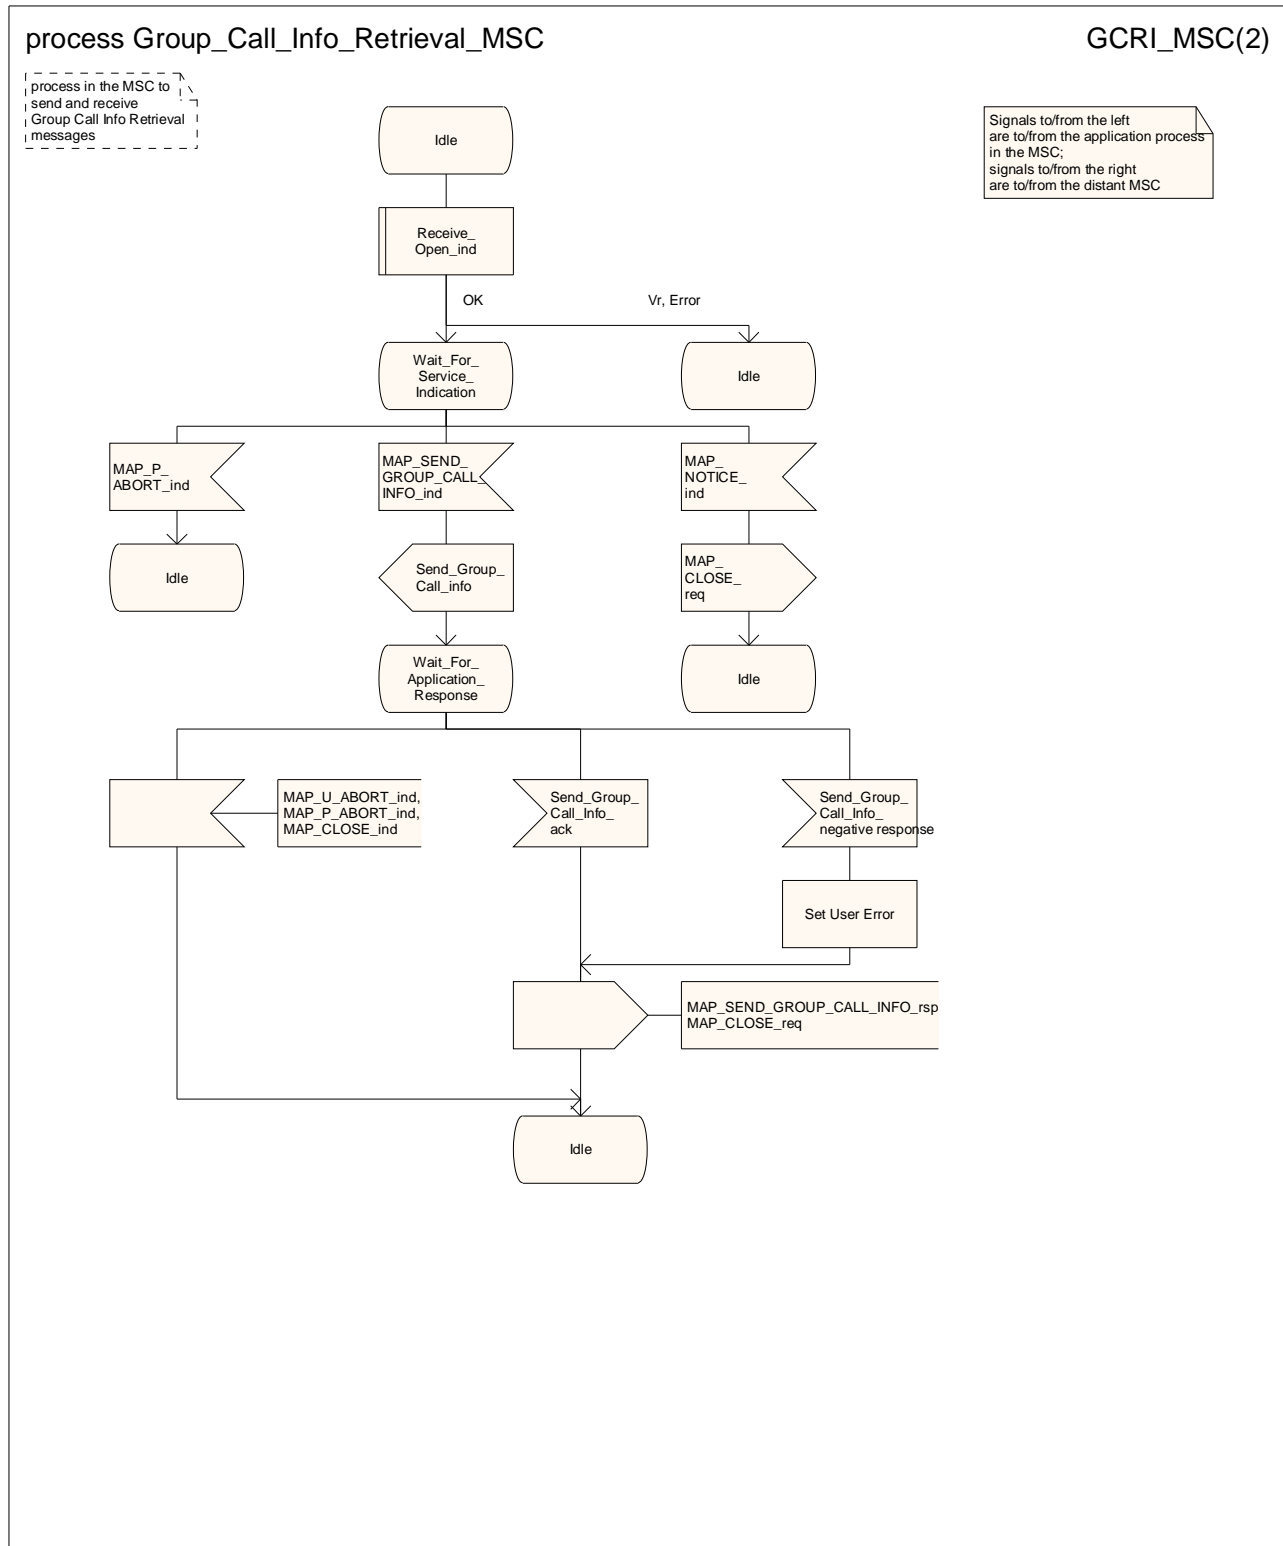 process Group_Call_Info_Retrieval_MSC
GCRI_MSC(2)
process in the MSC to
send and receive
Group Call Info Retrieval
messages
Signals to/from the left
are to/from the application process
in the MSC;
signals to/from the right
are to/from the distant MSC
Idle
Receive_
Open_ind
OK
Vr, Error
Wait_For_
Service_
Indication
Idle
MAP_P_
ABORT_ind
MAP_SEND_
GROUP_CALL_
INFO_ind
MAP_
NOTICE_
ind
Idle
Send_Group_
Call_info
MAP_
CLOSE_
req
Wait_For_
Application_
Response
Idle
MAP_U_ABORT_ind,
MAP_P_ABORT_ind,
MAP_CLOSE_ind
Send_Group_
Call_Info_
ack
Send_Group_
Call_Info_
negative response
Set User Error
MAP_SEND_GROUP_CALL_INFO_rsp
MAP_CLOSE_req
Idle